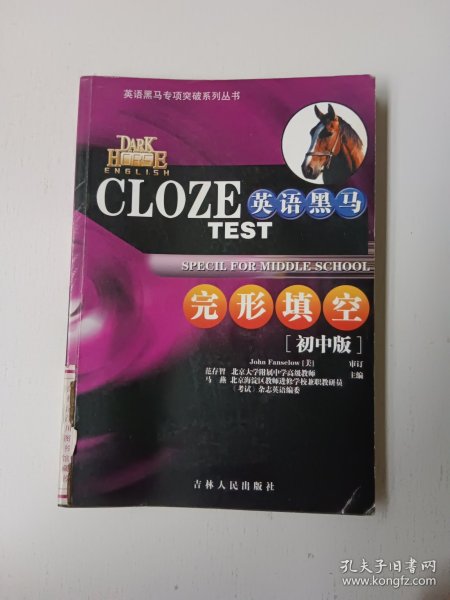 英语黑马专项突破系列丛书
DARK
HORSE
ENGLISH
CLOZE 英语黑马
TEST
SPECIL FOR MIDDLE SCHOOL
完形填空
[初中版]
John Fanselow [美] 审订
范存智 北京大学附属中学高级教师 主编
马 燕 北京海淀区教师进修学校兼职教研员
《考试》杂志英语编委
吉林人民出版社
孔夫子旧书网
www.kongfz.com